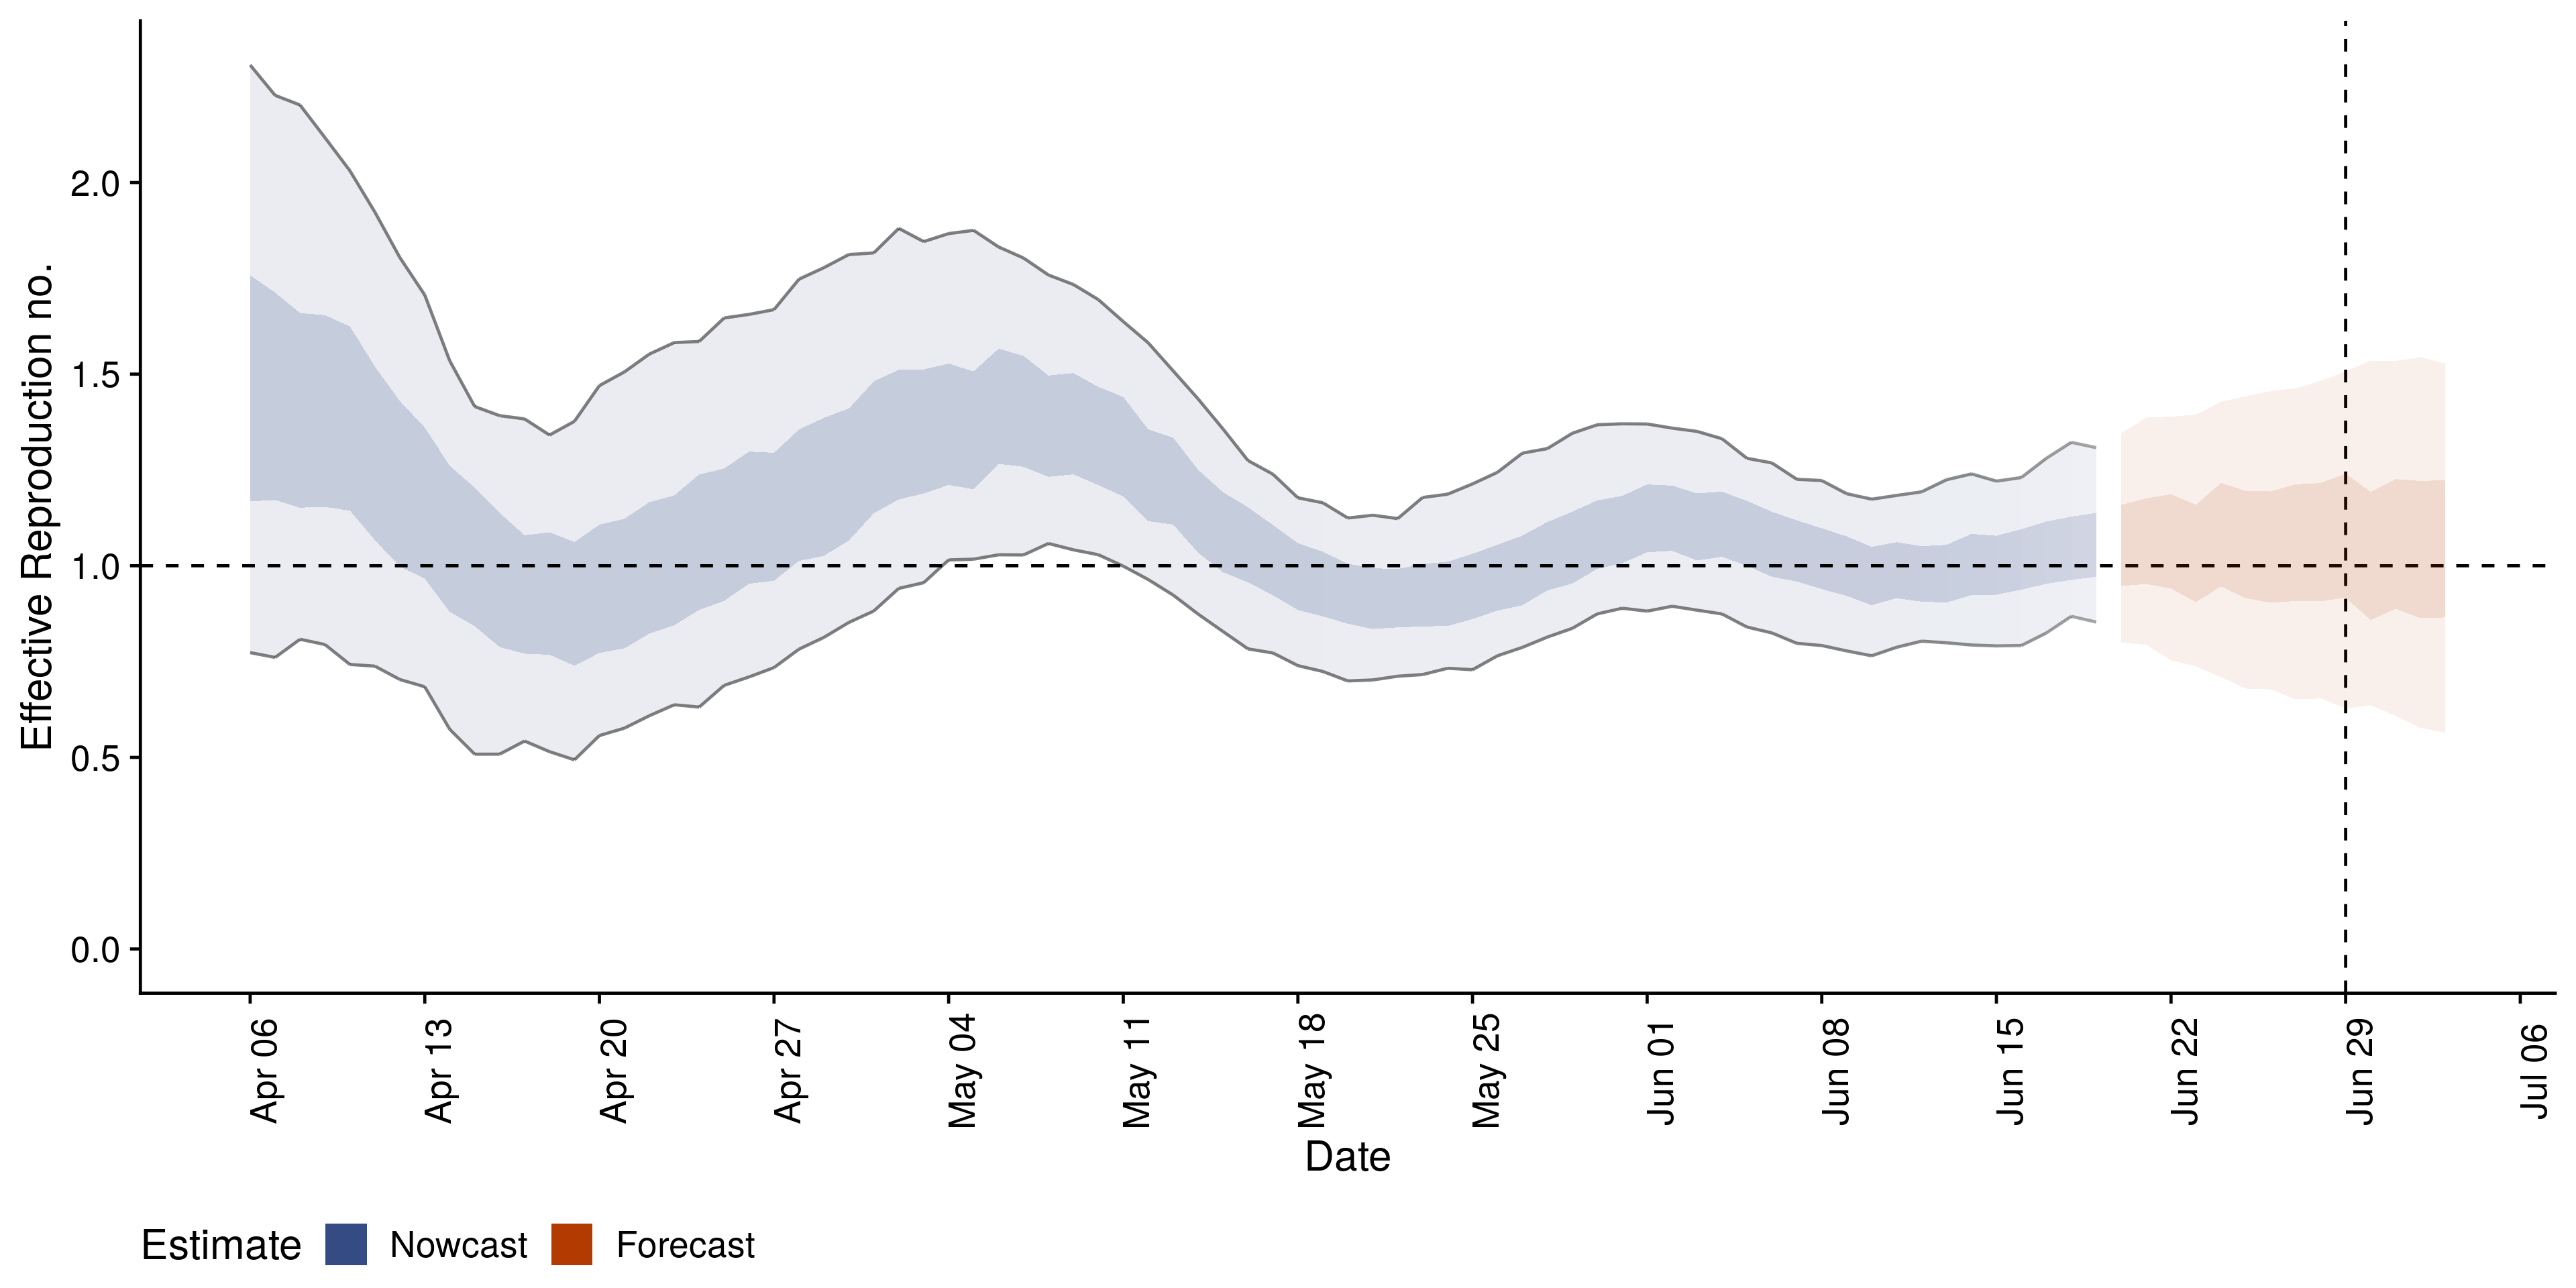 Effective Reproduction no.
2.0
1.5
1.0
0.5
0.0
Apr 06
Apr 13
Apr 20
Apr 27
May 04
May 11
May 18
May 25
Jun 01
Jun 08
Jun 15
Jun 22
Jun 29
Jul 06
Date
Estimate Nowcast Forecast